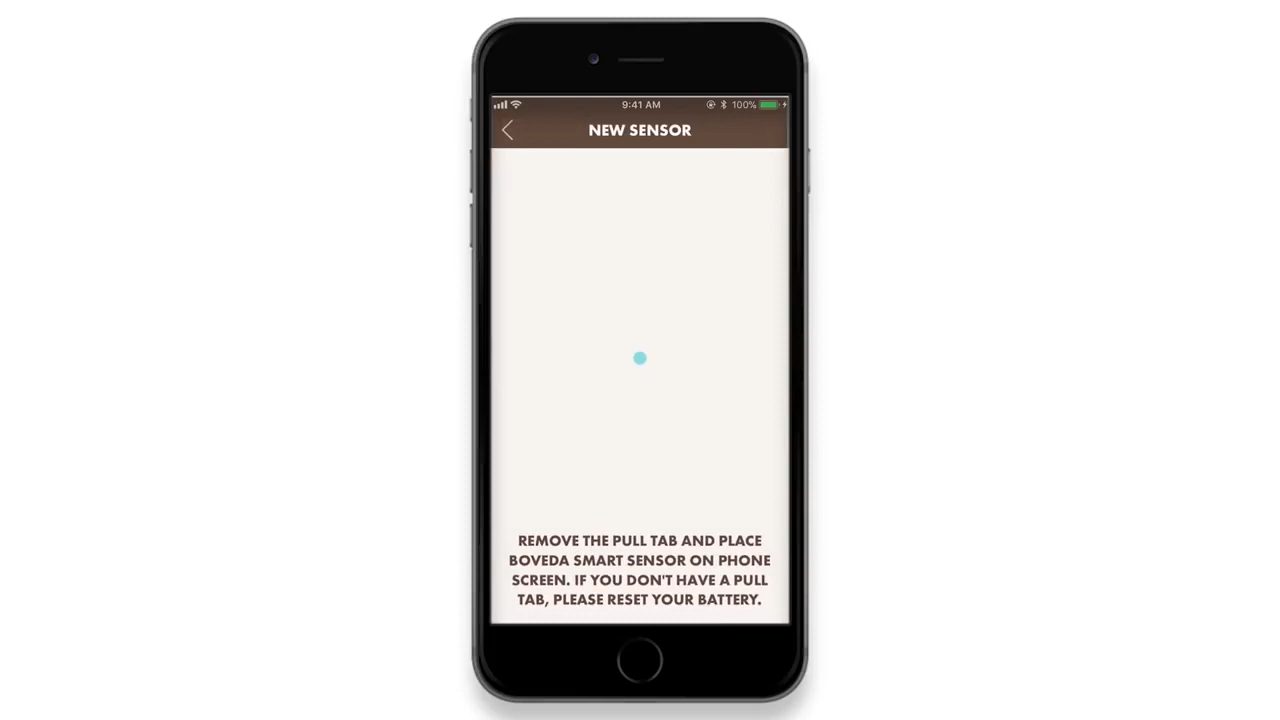 9:41 AM
100%
NEW SENSOR
REMOVE THE PULL TAB AND PLACE
BOVEDA SMART SENSOR ON PHONE
SCREEN. IF YOU DON'T HAVE A PULL
TAB, PLEASE RESET YOUR BATTERY.